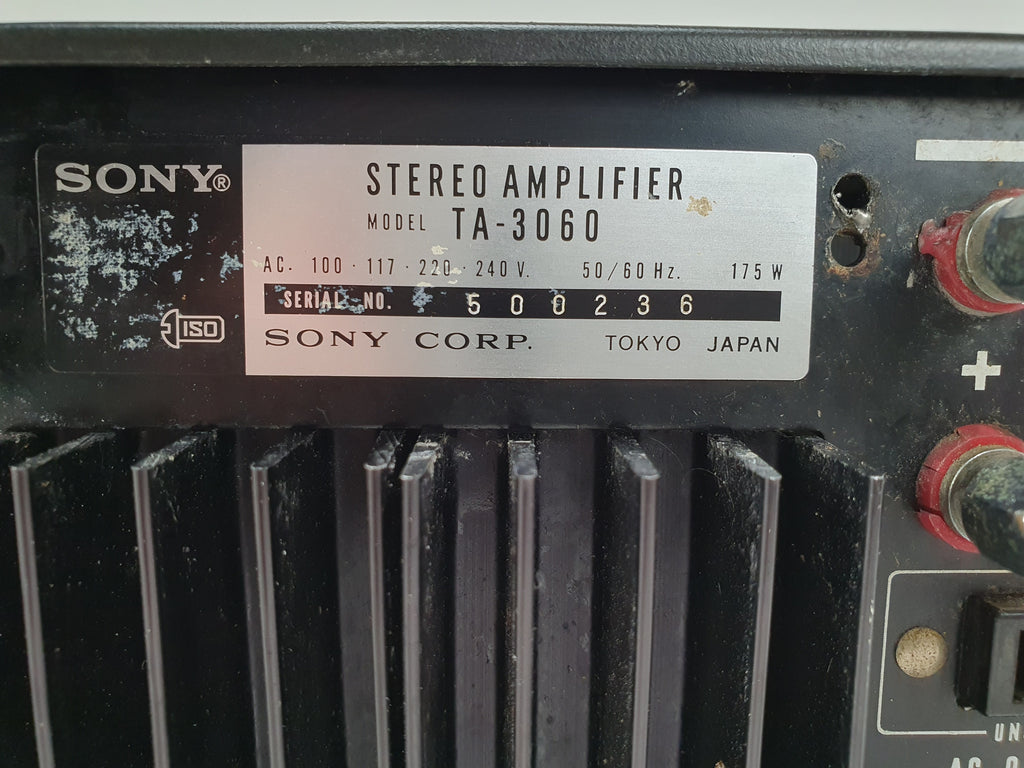 SONY®
STEREO AMPLIFIER
MODEL TA-3060
AC. 100 · 117 · 220 · 240 V. 50/60 Hz. 175 W
SERIAL NO. 500236
ISO
SONY CORP. TOKYO JAPAN
+
UN